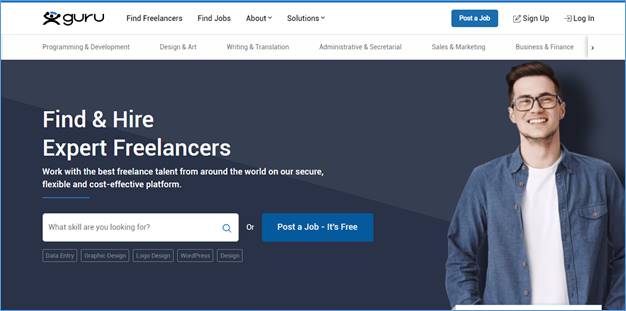 guru
Find Freelancers Find Jobs About Solutions Post a Job Sign Up Log In
Programming & Development Design & Art Writing & Translation Administrative & Secretarial Sales & Marketing Business & Finance
Find & Hire
Expert Freelancers
Work with the best freelance talent from around the world on our secure,
flexible and cost-effective platform.
What skill are you looking for? Or Post a Job - It's Free
Data Entry Graphic Design Logo Design WordPress Design